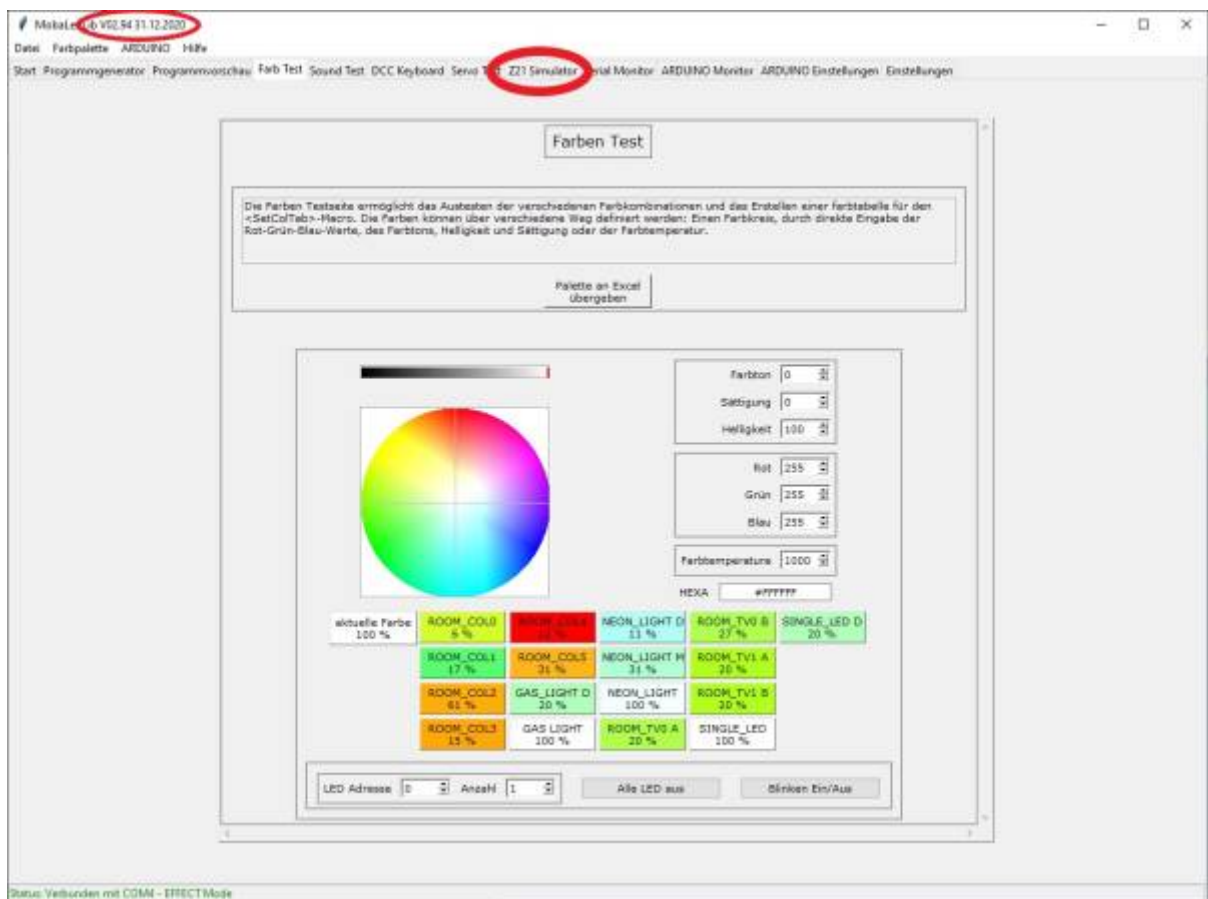 V02.94 31.12.2020
Datei Farbpalette ARDUINO Hilfe
Start Programmgenerator Programmvorschau Farb Test Sound Test DCC Keyboard Servo Z21 Simulator Monitor ARDUINO Monitor ARDUINO Einstellungen Einstellungen
Farben Test
Die Farben Testseite ermöglicht das Austesten der verschiedenen Farbkombinationen und das Erstellen einer farbtabelle für den
<SetColTab>-Macro. Die Farben können über verschiedene Weg definiert werden: Einen Farbkreis, durch direkte Eingabe der
Rot-Grün-Blau-Werte, des Farbtons, Helligkeit und Sättigung oder der Farbtemperatur.
Palette an Excel
übergeben
Farbton 0
Sättigung 0
Helligkeit 100
Rot 255
Grün 255
Blau 255
Farbtemperature 1000
HEXA #FFFFFF
aktuelle Farbe ROOM_COL0 NEON_LIGHT D ROOM_TV0 B SINGLE_LED D
100 % 6 % 11 % 27 % 20 %
ROOM_COL1 ROOM_COL5 NEON_LIGHT M ROOM_TV1 A
17 % 31 % 31 % 20 %
ROOM_COL2 GAS_LIGHT D NEON_LIGHT ROOM_TV1 B
61 % 20 % 100 %
ROOM_COL3 GAS LIGHT ROOM_TV0 A SINGLE_LED
15 % 100 % 20 % 100 %
LED Adresse 0 Anzahl 1 Alle LED aus Blinken Ein/Aus
Status: Verbunden mit COM4 - EFFECT Mode